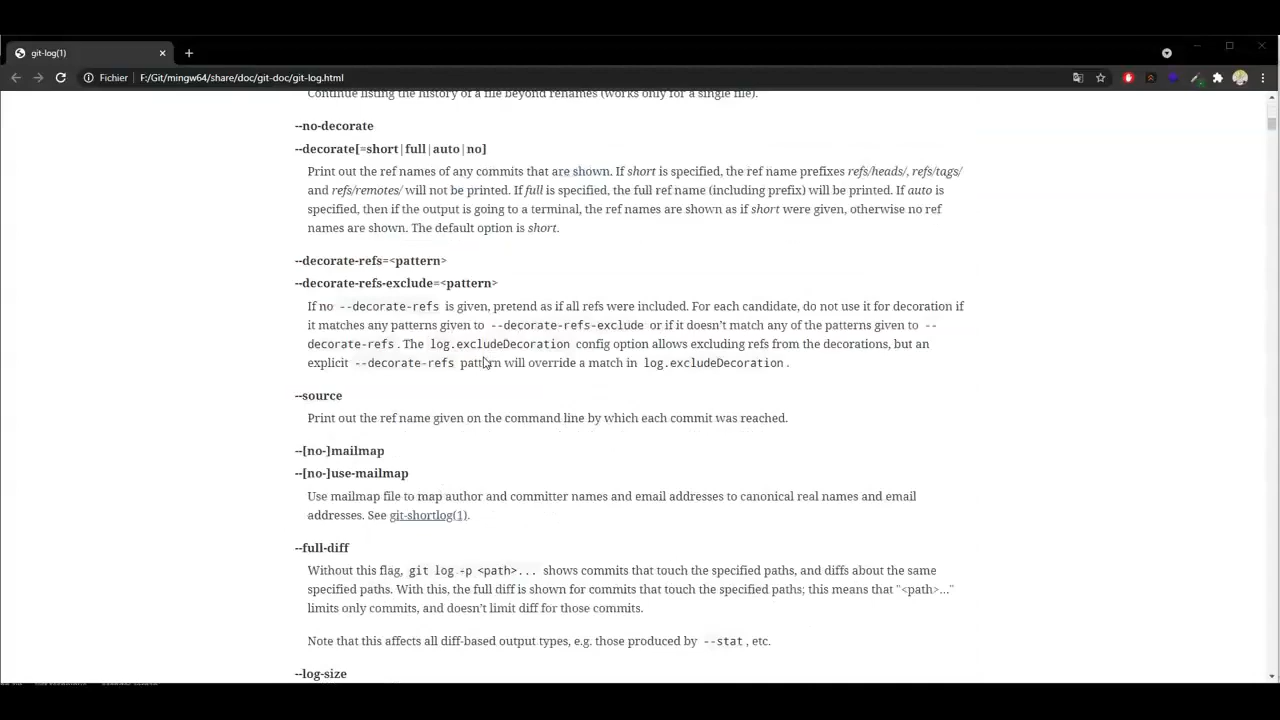 git-log(1)
Fichier F:/Git/mingw64/share/doc/git-doc/git-log.html
Continue listing the history of a file beyond renames (works only for a single file).
--no-decorate
--decorate[=short|full|auto|no]
Print out the ref names of any commits that are shown. If short is specified, the ref name prefixes refs/heads/, refs/tags/
and refs/remotes/ will not be printed. If full is specified, the full ref name (including prefix) will be printed. If auto is
specified, then if the output is going to a terminal, the ref names are shown as if short were given, otherwise no ref
names are shown. The default option is short.
--decorate-refs=<pattern>
--decorate-refs-exclude=<pattern>
If no --decorate-refs is given, pretend as if all refs were included. For each candidate, do not use it for decoration if
it matches any patterns given to --decorate-refs-exclude or if it doesn’t match any of the patterns given to --
decorate-refs. The log.excludeDecoration config option allows excluding refs from the decorations, but an
explicit --decorate-refs pattern will override a match in log.excludeDecoration.
--source
Print out the ref name given on the command line by which each commit was reached.
--[no-]mailmap
--[no-]use-mailmap
Use mailmap file to map author and committer names and email addresses to canonical real names and email
addresses. See git-shortlog(1).
--full-diff
Without this flag, git log -p <path>... shows commits that touch the specified paths, and diffs about the same
specified paths. With this, the full diff is shown for commits that touch the specified paths; this means that "<path>…"
limits only commits, and doesn’t limit diff for those commits.
Note that this affects all diff-based output types, e.g. those produced by --stat, etc.
--log-size